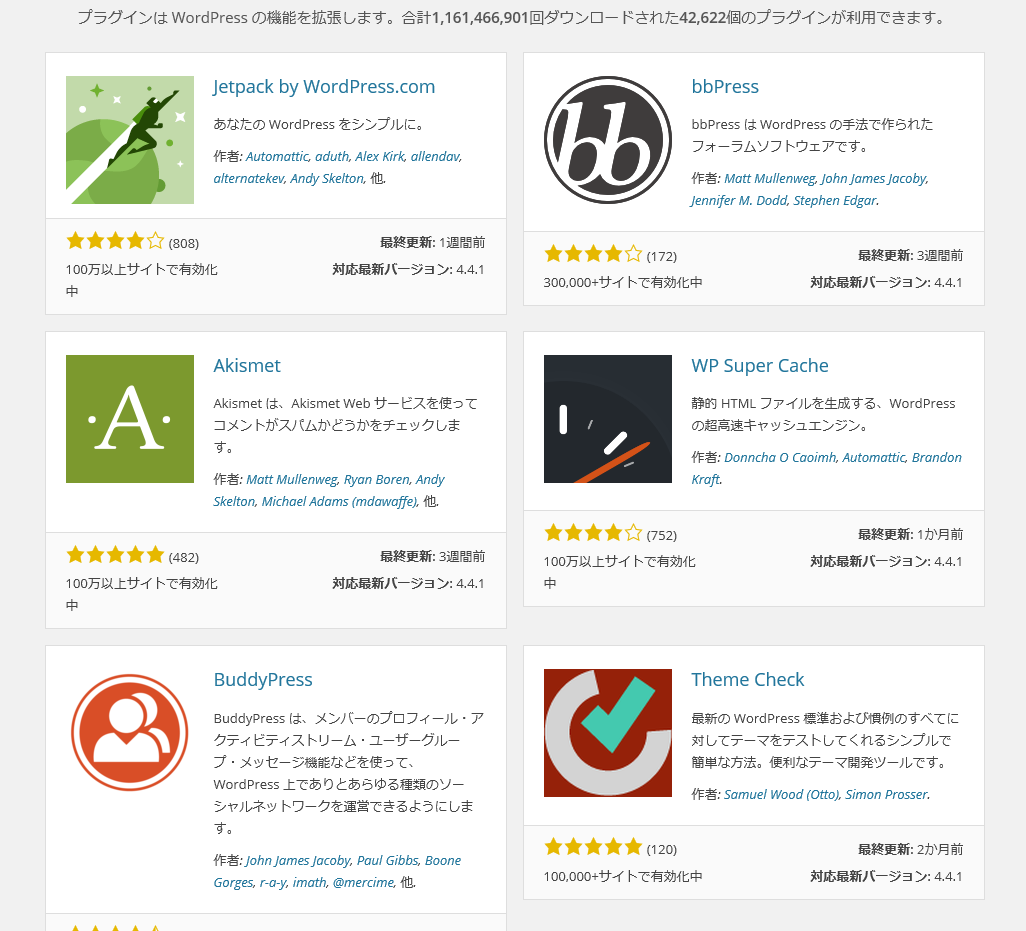 プラグインは WordPress の機能を拡張します。合計1,161,466,901回ダウンロードされた42,622個のプラグインが利用できます。
Jetpack by WordPress.com
あなたの WordPress をシンプルに。
作者: Automattic, aduth, Alex Kirk, allendav,
alternatekev, Andy Skelton, 他.
(808)
最終更新: 1週間前
100万以上サイトで有効化
中
対応最新バージョン: 4.4.1
bb
bbPress
bbPress は WordPress の手法で作られた
フォーラムソフトウェアです。
作者: Matt Mullenweg, John James Jacoby,
Jennifer M. Dodd, Stephen Edgar.
(172)
最終更新: 3週間前
300,000+サイトで有効化中
対応最新バージョン: 4.4.1
·A·
Akismet
Akismet は、Akismet Web サービスを使って
コメントがスパムかどうかをチェックしま
す。
作者: Matt Mullenweg, Ryan Boren, Andy
Skelton, Michael Adams (mdawaffe), 他.
(482)
最終更新: 3週間前
100万以上サイトで有効化
中
対応最新バージョン: 4.4.1
WP Super Cache
静的 HTML ファイルを生成する、WordPress
の超高速キャッシュエンジン。
作者: Donncha O Caoimh, Automattic, Brandon
Kraft.
(752)
最終更新: 1か月前
100万以上サイトで有効化
中
対応最新バージョン: 4.4.1
BuddyPress
BuddyPress は、メンバーのプロフィール・ア
クティビティストリーム・ユーザーグルー
プ・メッセージ機能などを使って、
WordPress 上でありとあらゆる種類のソー
シャルネットワークを運営できるようにしま
す。
作者: John James Jacoby, Paul Gibbs, Boone
Gorges, r-a-y, imath, @mercime, 他.
Theme Check
最新の WordPress 標準および慣例のすべてに
対してテーマをテストしてくれるシンプルで
簡単な方法。便利なテーマ開発ツールです。
作者: Samuel Wood (Otto), Simon Prosser.
(120)
最終更新: 2か月前
100,000+サイトで有効化中
対応最新バージョン: 4.4.1